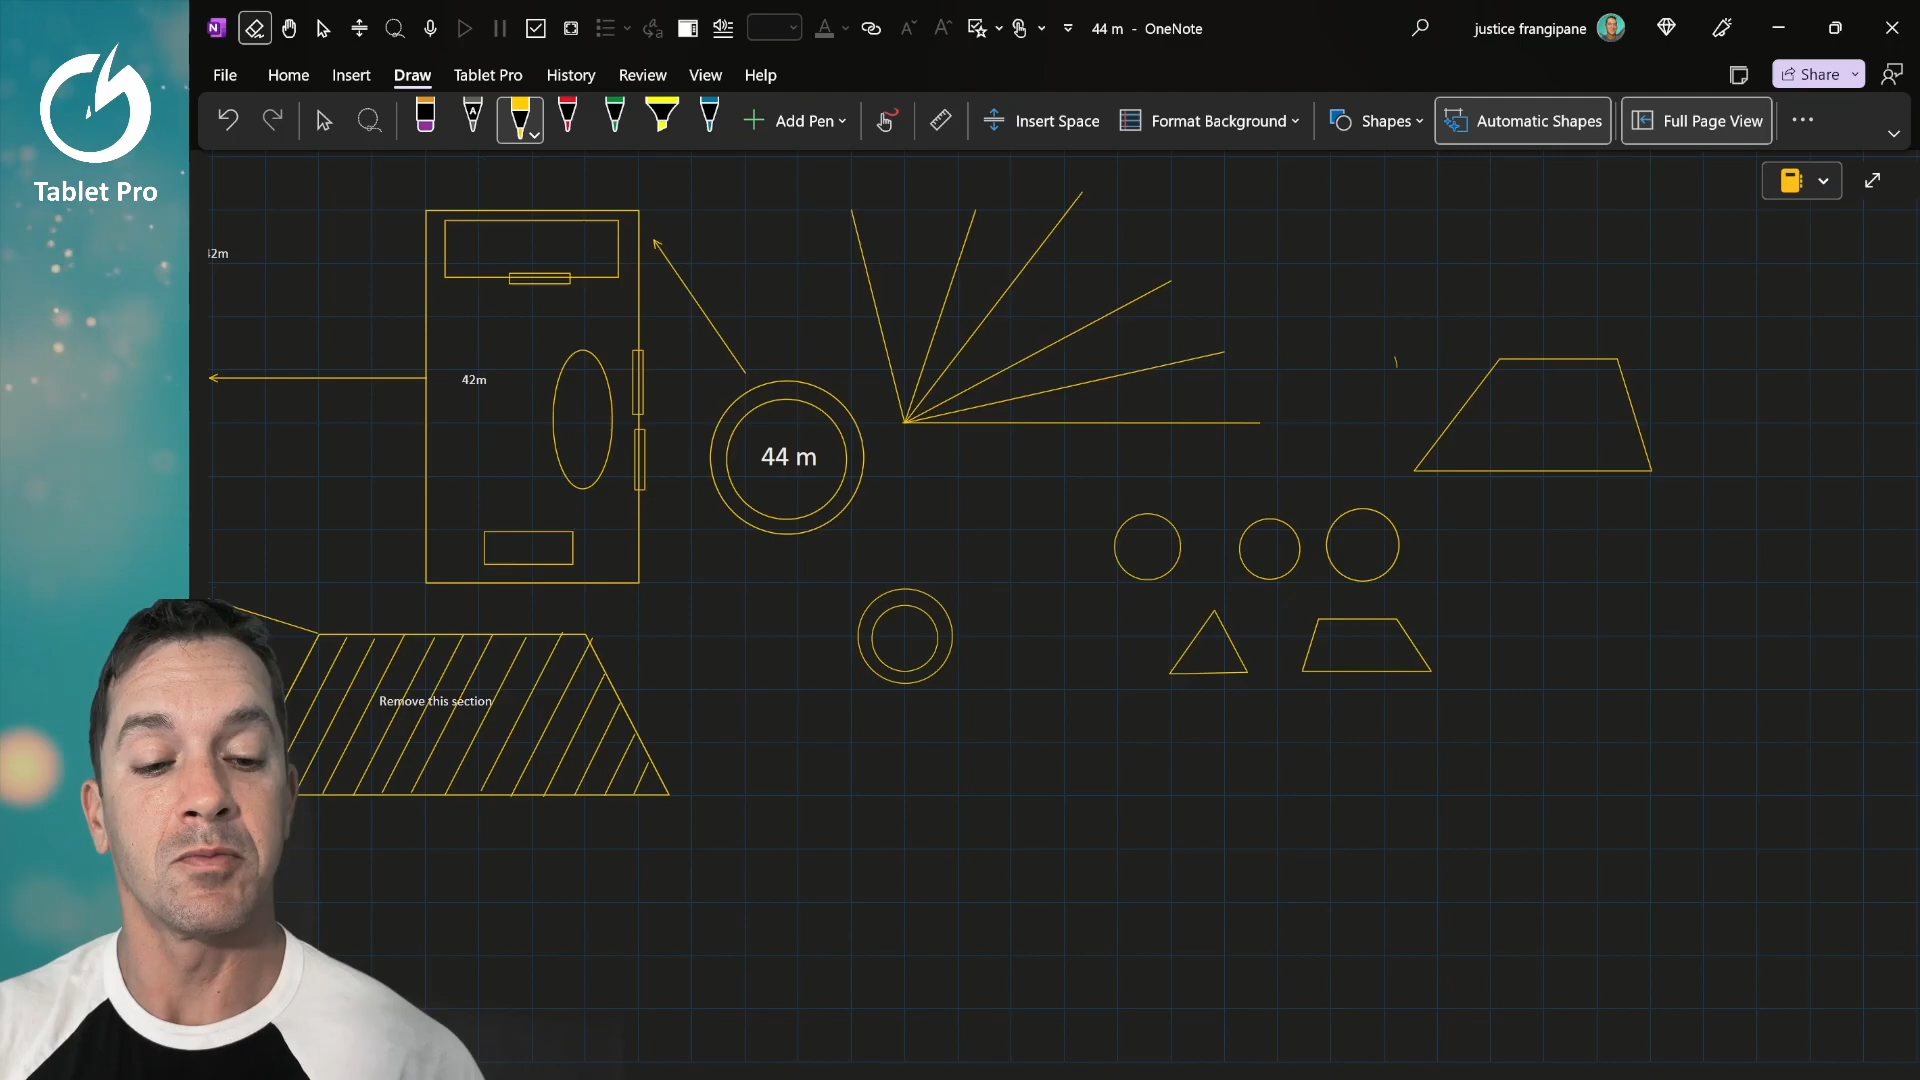 44 m - OneNote
justice frangipane
File Home Insert Draw Tablet Pro History Review View Help
Share
A
Add Pen
Insert Space
Format Background
Shapes
Automatic Shapes
Full Page View
Tablet Pro
42m
42m
44 m
Remove this section